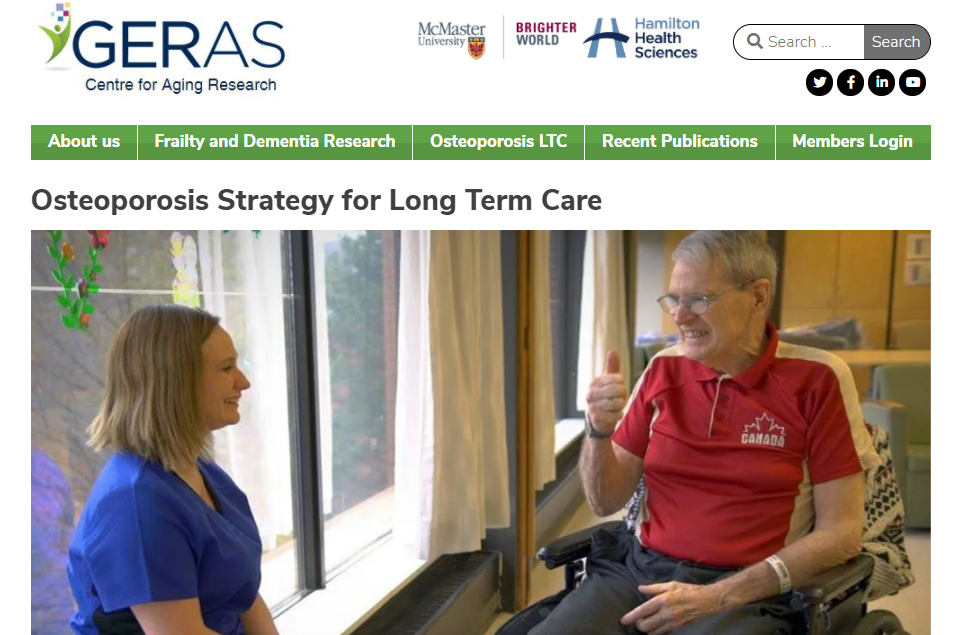 GERAS
Centre for Aging Research
McMaster
University
BRIGHTER
WORLD
Hamilton
Health
Sciences
Search ...
Search
About us
Frailty and Dementia Research
Osteoporosis LTC
Recent Publications
Members Login
Osteoporosis Strategy for Long Term Care
CANADA